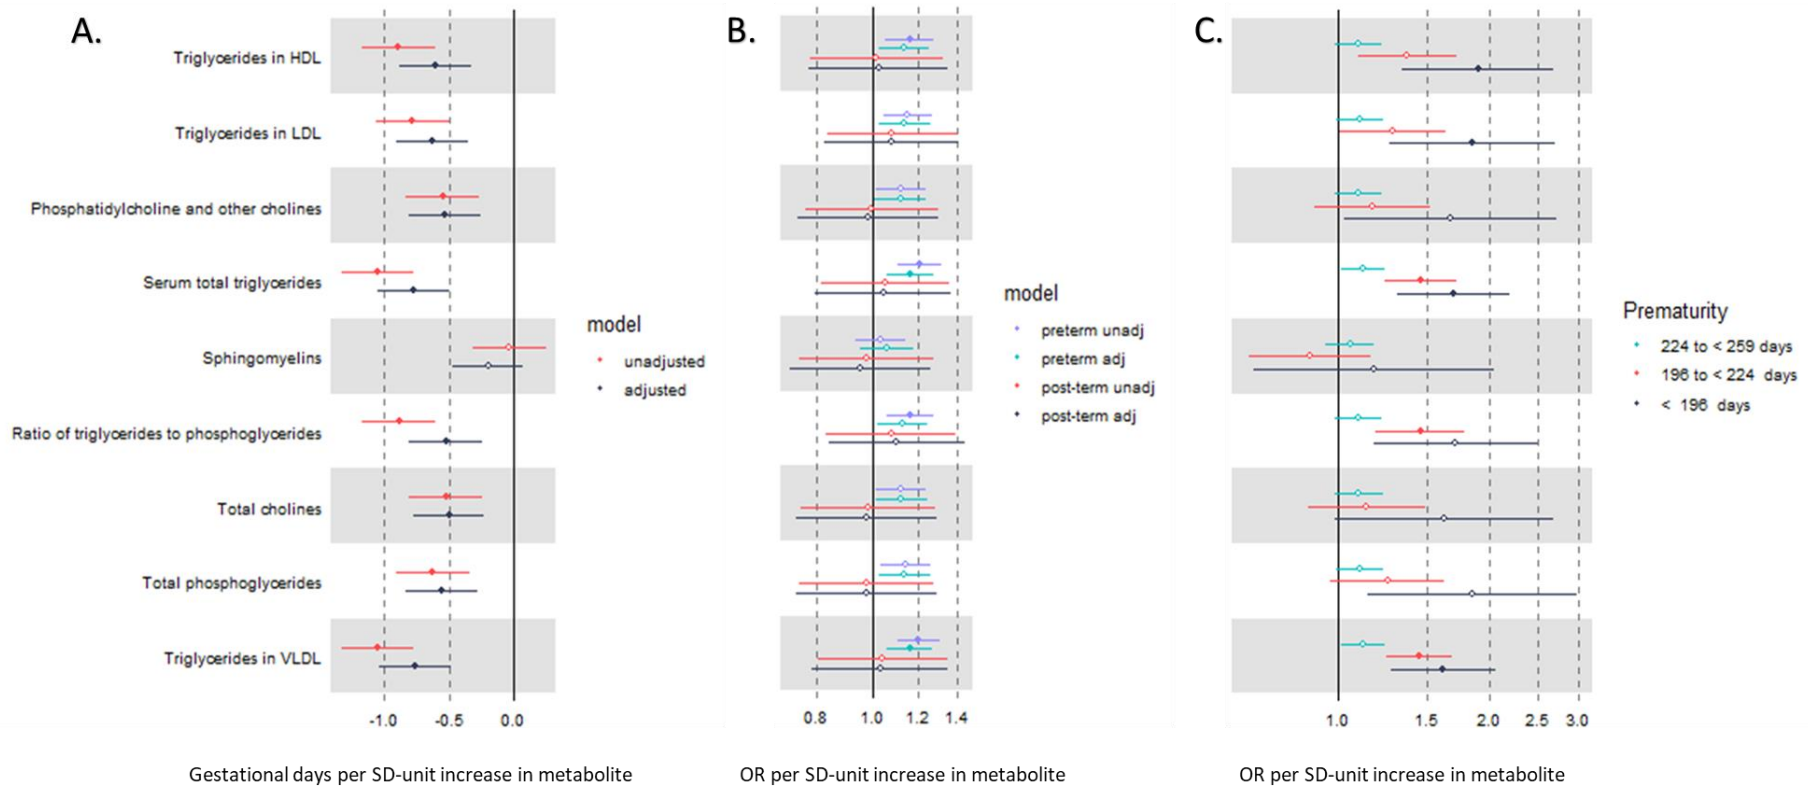 A.
B.
C.
Triglycerides in HDL
Triglycerides in LDL
Phosphatidylcholine and other cholines
Serum total triglycerides
Sphingomyelins
Ratio of triglycerides to phosphoglycerides
Total cholines
Total phosphoglycerides
Triglycerides in VLDL
-1.0 -0.5 0.0
Gestational days per SD-unit increase in metabolite
model
unadjusted
adjusted
0.8 1.0 1.2 1.4
OR per SD-unit increase in metabolite
model
preterm unadj
preterm adj
post-term unadj
post-term adj
1.0 1.5 2.0 2.5 3.0
OR per SD-unit increase in metabolite
Prematurity
224 to < 259 days
196 to < 224 days
< 196 days